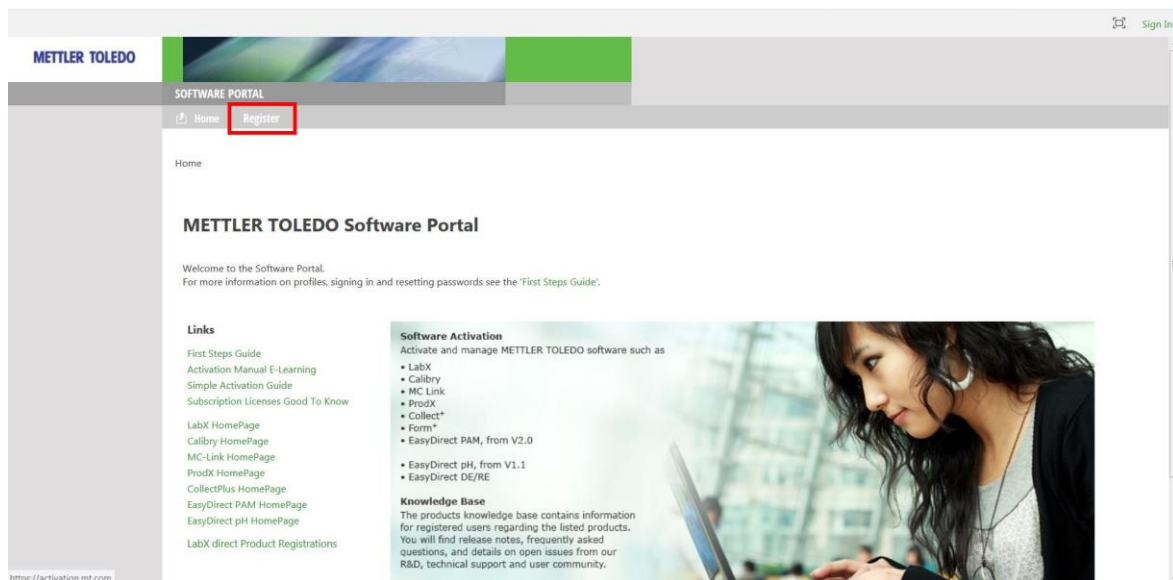 Sign In
METTLER TOLEDO
SOFTWARE PORTAL
Home Register
Home
METTLER TOLEDO Software Portal
Welcome to the Software Portal.
For more information on profiles, signing in and resetting passwords see the 'First Steps Guide'.
Links
First Steps Guide
Activation Manual E-Learning
Simple Activation Guide
Subscription Licenses Good To Know
LabX HomePage
Calibry HomePage
MC-Link HomePage
ProdX HomePage
CollectPlus HomePage
EasyDirect PAM HomePage
EasyDirect pH HomePage
LabX direct Product Registrations
Software Activation
Activate and manage METTLER TOLEDO software such as
• LabX
• Calibry
• MC Link
• ProdX
• Collect⁺
• Form⁺
• EasyDirect PAM, from V2.0
• EasyDirect pH, from V1.1
• EasyDirect DE/RE
Knowledge Base
The products knowledge base contains information
for registered users regarding the listed products.
You will find release notes, frequently asked
questions, and details on open issues from our
R&D, technical support and user community.
https://activation.mt.com